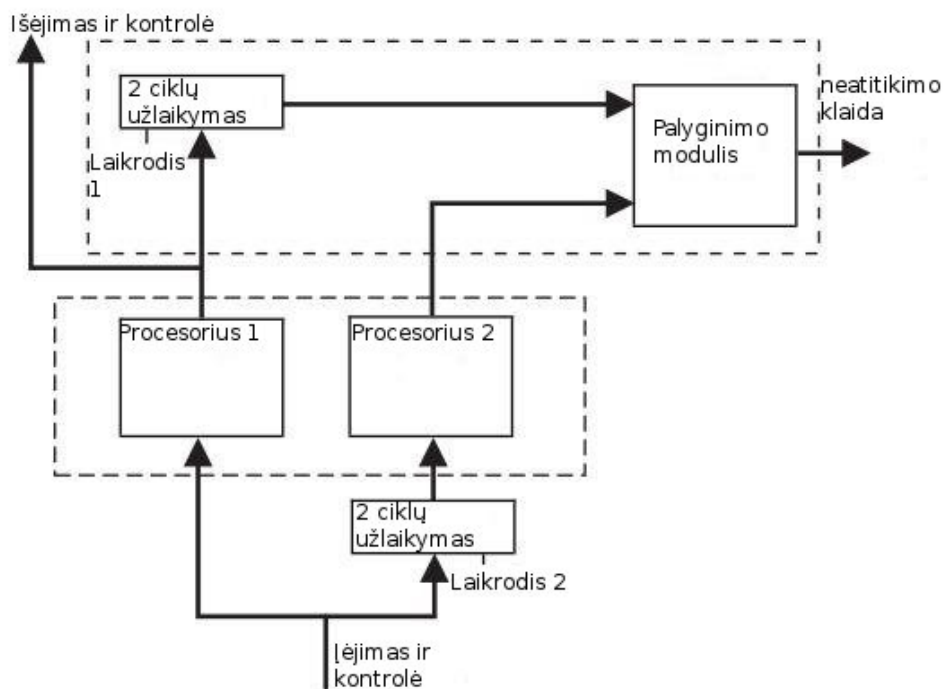 Išėjimas ir kontrolė
2 ciklų
užlaikymas
Laikrodis
1
Palyginimo
modulis
neatitikimo
klaida
Procesorius 1
Procesorius 2
2 ciklų
užlaikymas
Laikrodis 2
Įėjimas ir
kontrolė